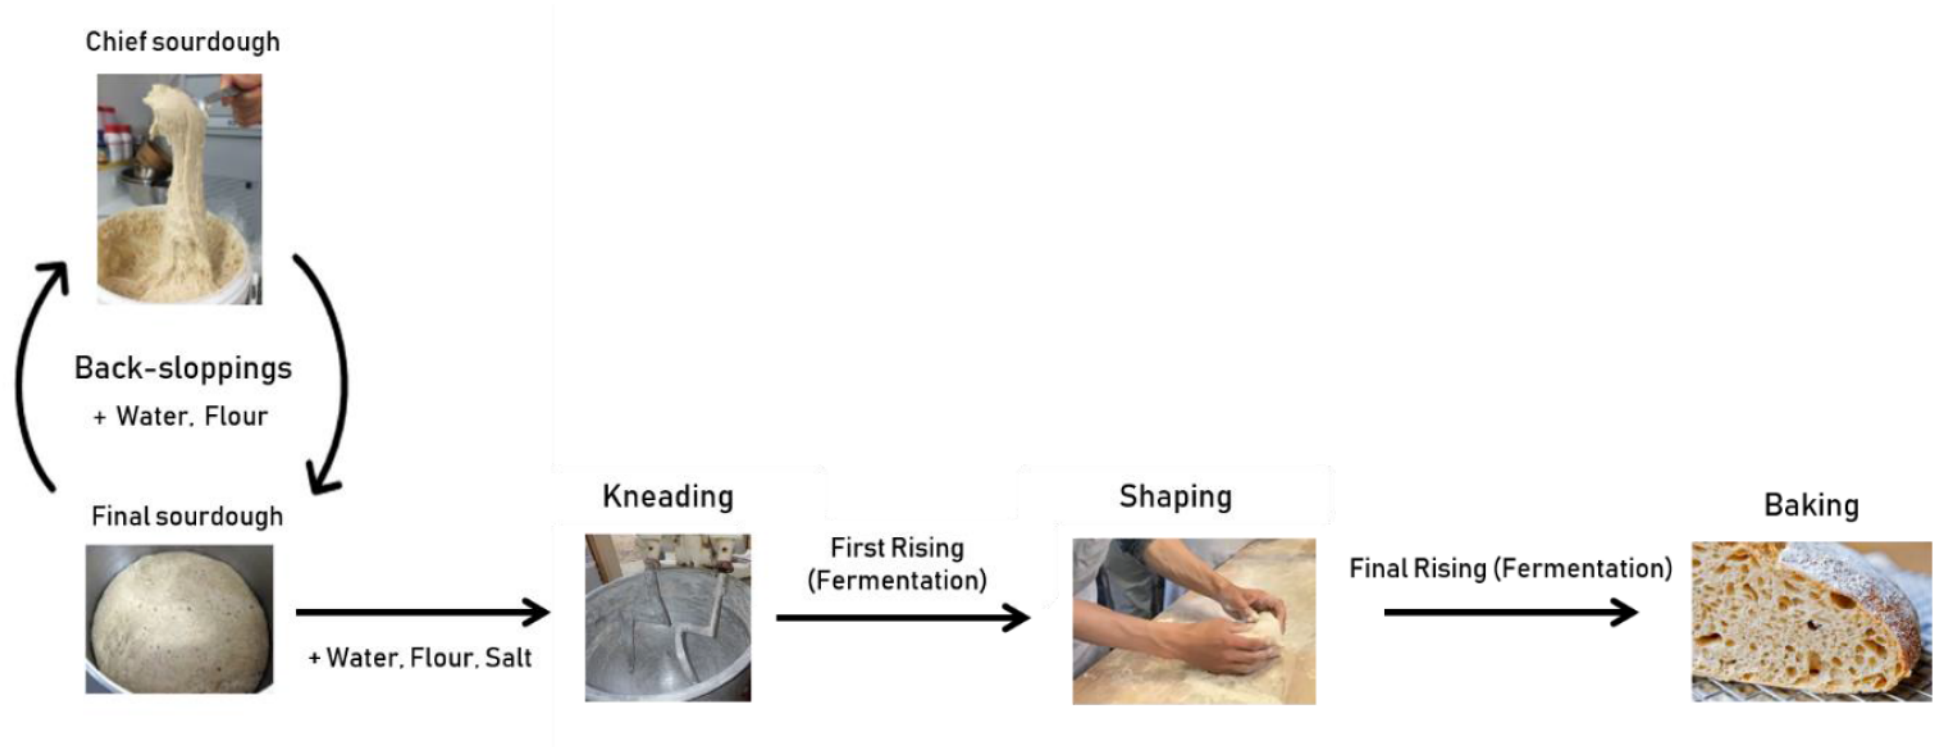 Chief sourdough
Back-sloppings
+ Water, Flour
Final sourdough
+ Water, Flour, Salt
Kneading
First Rising
(Fermentation)
Shaping
Final Rising (Fermentation)
Baking